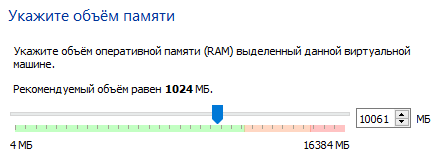 Укажите объём памяти
Укажите объём оперативной памяти (RAM) выделенный данной виртуальной
машине.
Рекомендуемый объём равен 1024 МБ.
10061 МБ
4 МБ 16384 МБ